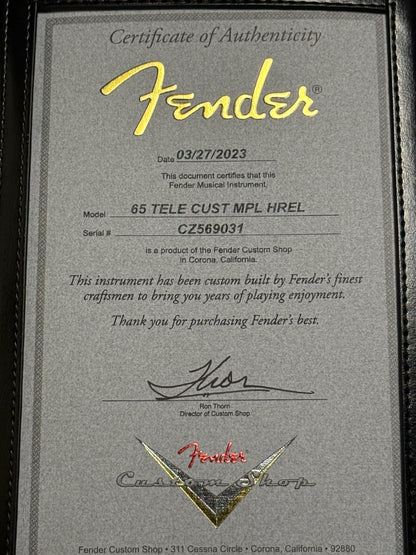 Certificate of Authenticity
Fender®
Date 03/27/2023
This document certifies that this
Fender Musical Instrument,
Model 65 TELE CUST MPL HREL
Serial # CZ569031
is a product of the Fender Custom Shop
in Corona, California.
This instrument has been custom built by Fender's finest
craftsmen to bring you years of playing enjoyment.
Thank you for purchasing Fender's best.
Ron Thorn
Director of Custom Shop
Fender
Custom Shop
Fender Custom Shop • 311 Cessna Circle • Corona, California • 92880